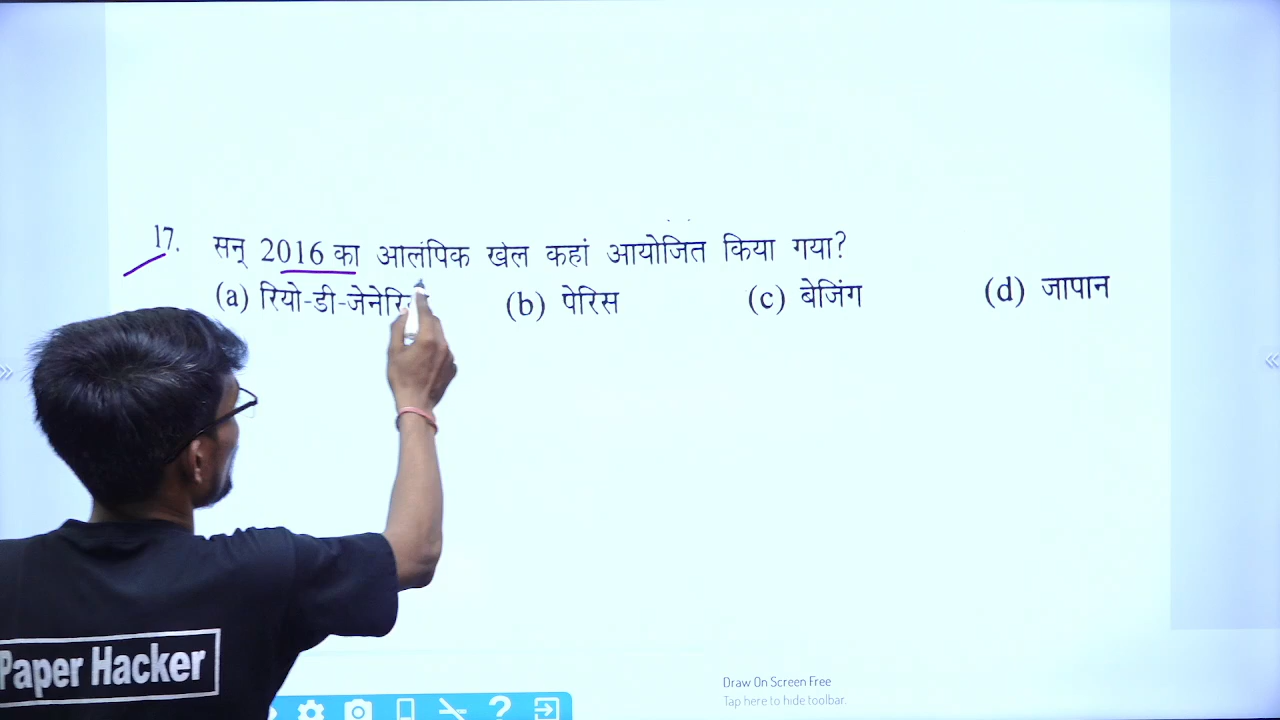 17. सन् 2016 का आलंपिक खेल कहां आयोजित किया गया?
(a) रियो-डी-जेनेरि (b) पेरिस (c) बेजिंग (d) जापान
Paper Hacker
Draw On Screen Free
Tap here to hide toolbar.